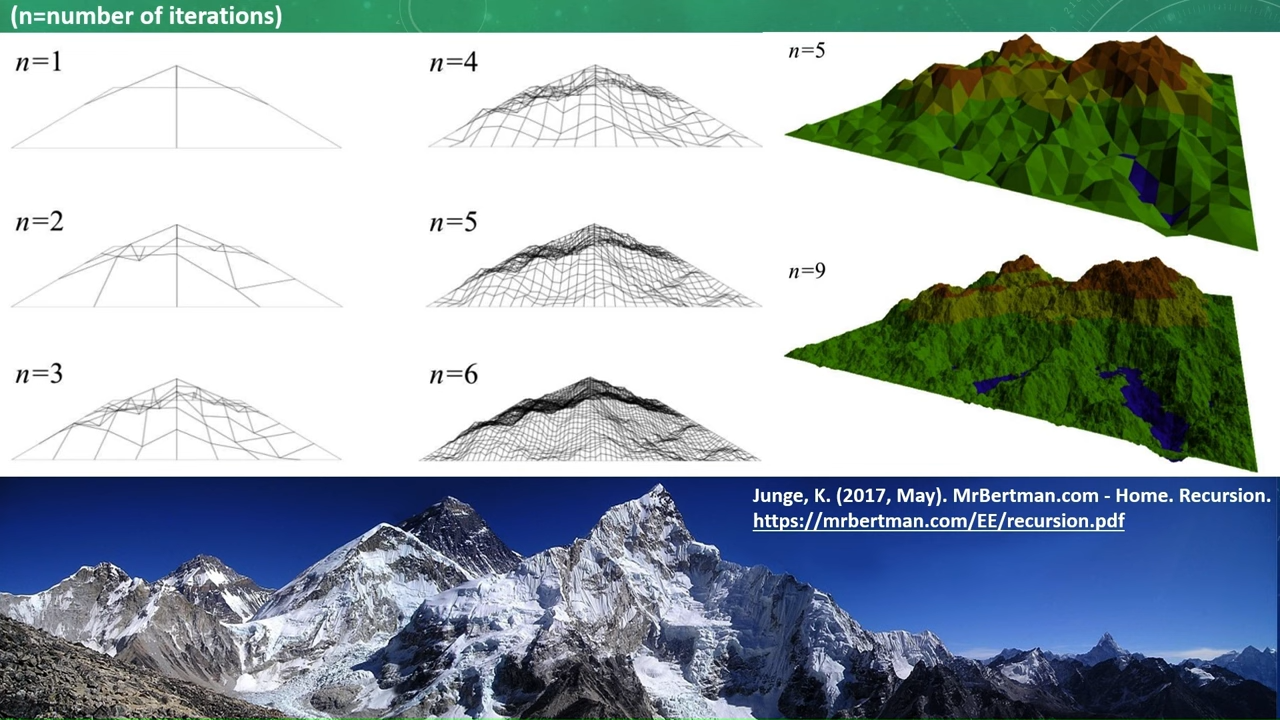 (n=number of iterations)
n=1
n=4
n=5
n=2
n=5
n=9
n=3
n=6
Junge, K. (2017, May). MrBertman.com - Home. Recursion.
https://mrbertman.com/EE/recursion.pdf